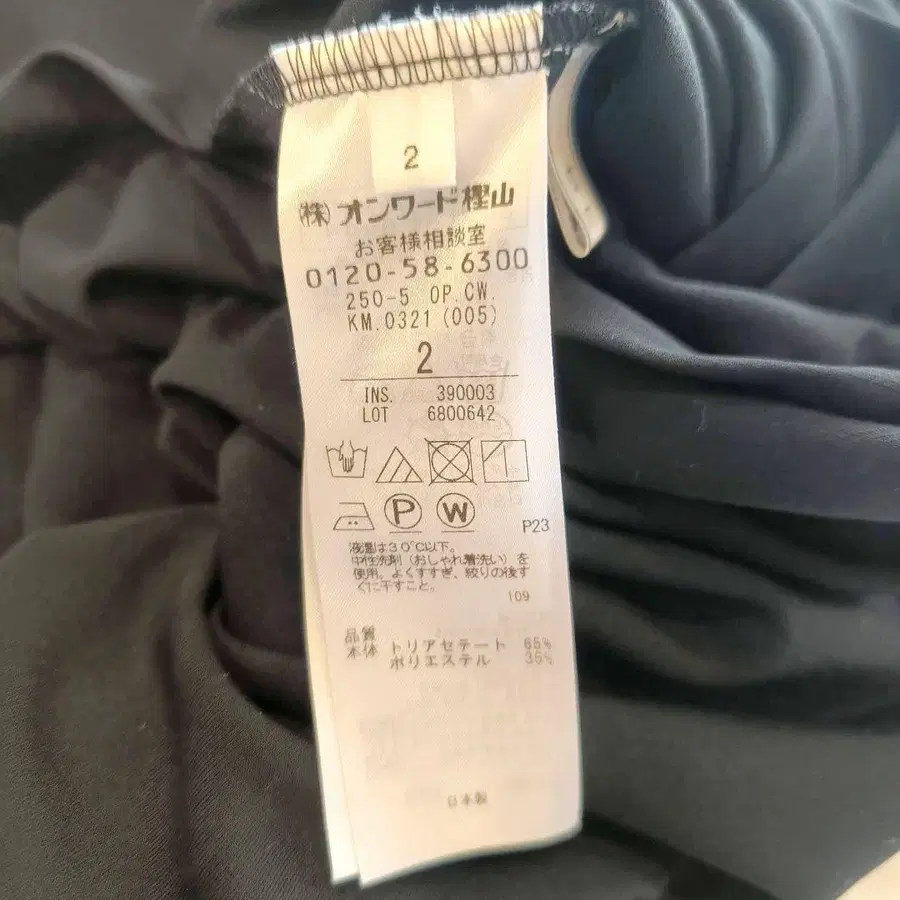 2
(株)オンワード樫山
お客様相談室
0120-58-6300
250-5 OP.CW.
KM.0321(005)
2
INS. 390003
LOT 6800642
P
W
P23
液温は30℃以下。
中性洗剤(おしゃれ着洗い)を
使用。よくすすぎ、絞りの後す
ぐに干すこと。
109
品質
本体 トリアセテート 65%
ポリエステル 35%
日本製